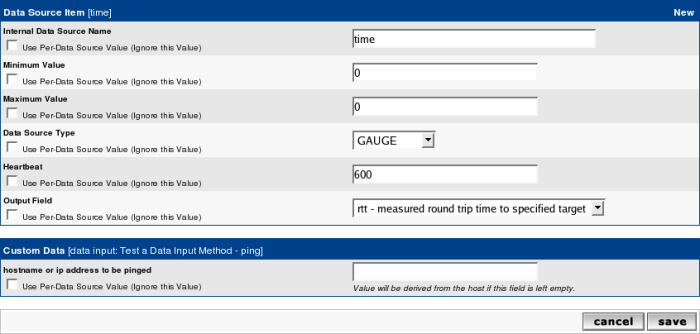 Data Source Item [time] New
Internal Data Source Name
Use Per-Data Source Value (Ignore this Value)
time
Minimum Value
Use Per-Data Source Value (Ignore this Value)
0
Maximum Value
Use Per-Data Source Value (Ignore this Value)
0
Data Source Type
Use Per-Data Source Value (Ignore this Value)
GAUGE
Heartbeat
Use Per-Data Source Value (Ignore this Value)
600
Output Field
Use Per-Data Source Value (Ignore this Value)
rtt - measured round trip time to specified target
Custom Data [data input: Test a Data Input Method - ping]
hostname or ip address to be pinged
Use Per-Data Source Value (Ignore this Value)
Value will be derived from the host if this field is left empty.
cancel save